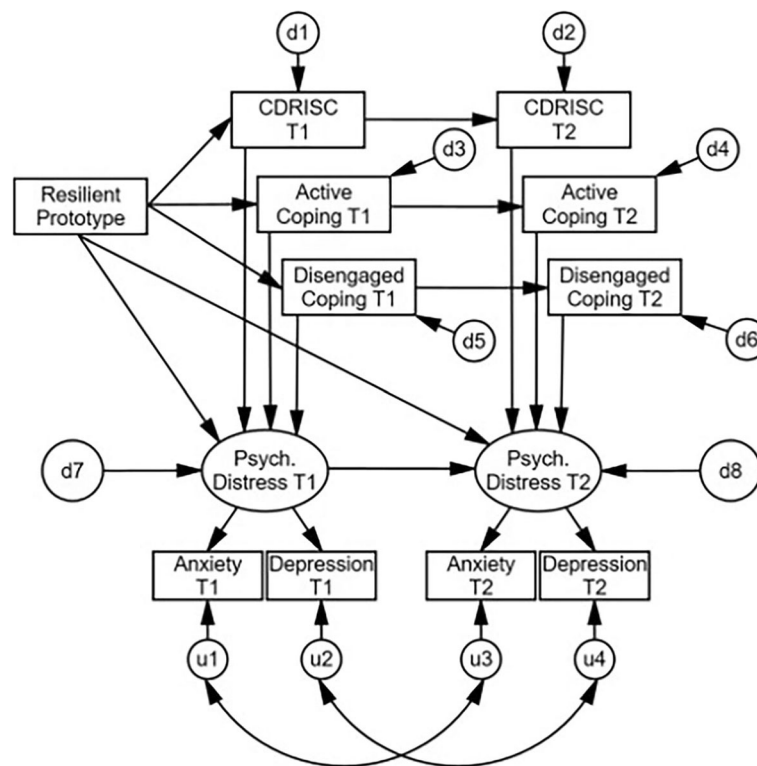 d1
d2
CDRISC
T1
CDRISC
T2
d3
d4
Resilient
Prototype
Active
Coping T1
Active
Coping T2
Disengaged
Coping T1
Disengaged
Coping T2
d5
d6
d7
Psych.
Distress T1
Psych.
Distress T2
d8
Anxiety
T1
Depression
T1
Anxiety
T2
Depression
T2
u1
u2
u3
u4